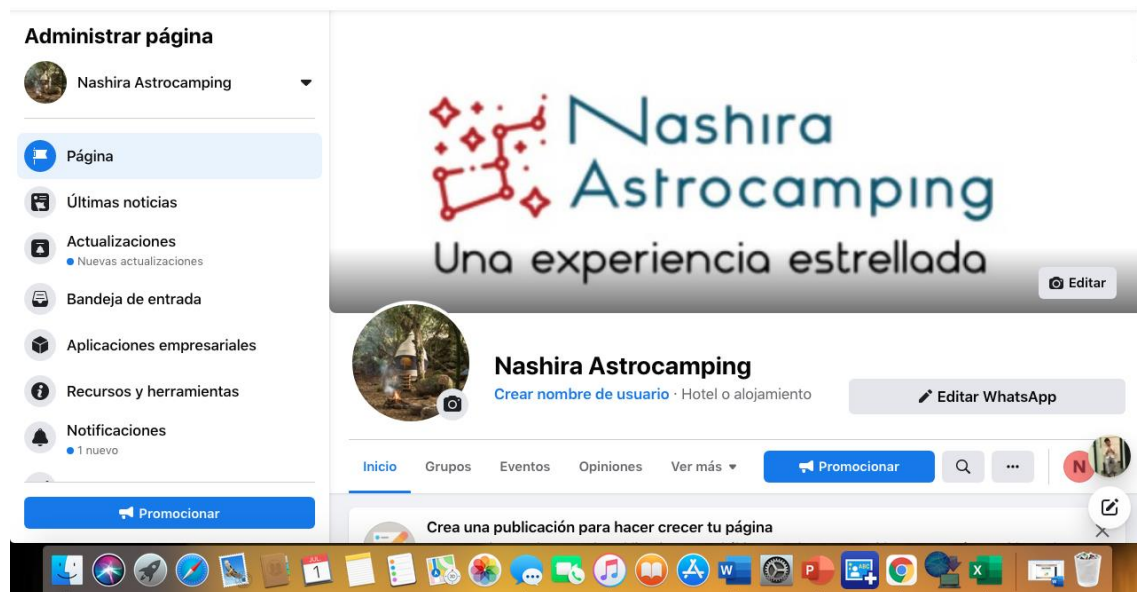 Administrar página
Nashira Astrocamping
Página
Últimas noticias
Actualizaciones
Nuevas actualizaciones
Bandeja de entrada
Aplicaciones empresariales
Recursos y herramientas
Notificaciones
1 nuevo
Promocionar
Nashira
Astrocamping
Una experiencia estrellada
Editar
Nashira Astrocamping
Crear nombre de usuario · Hotel o alojamiento
Editar WhatsApp
Inicio Grupos Eventos Opiniones Ver más Promocionar N
Crea una publicación para hacer crecer tu página
JUL
1
W P X